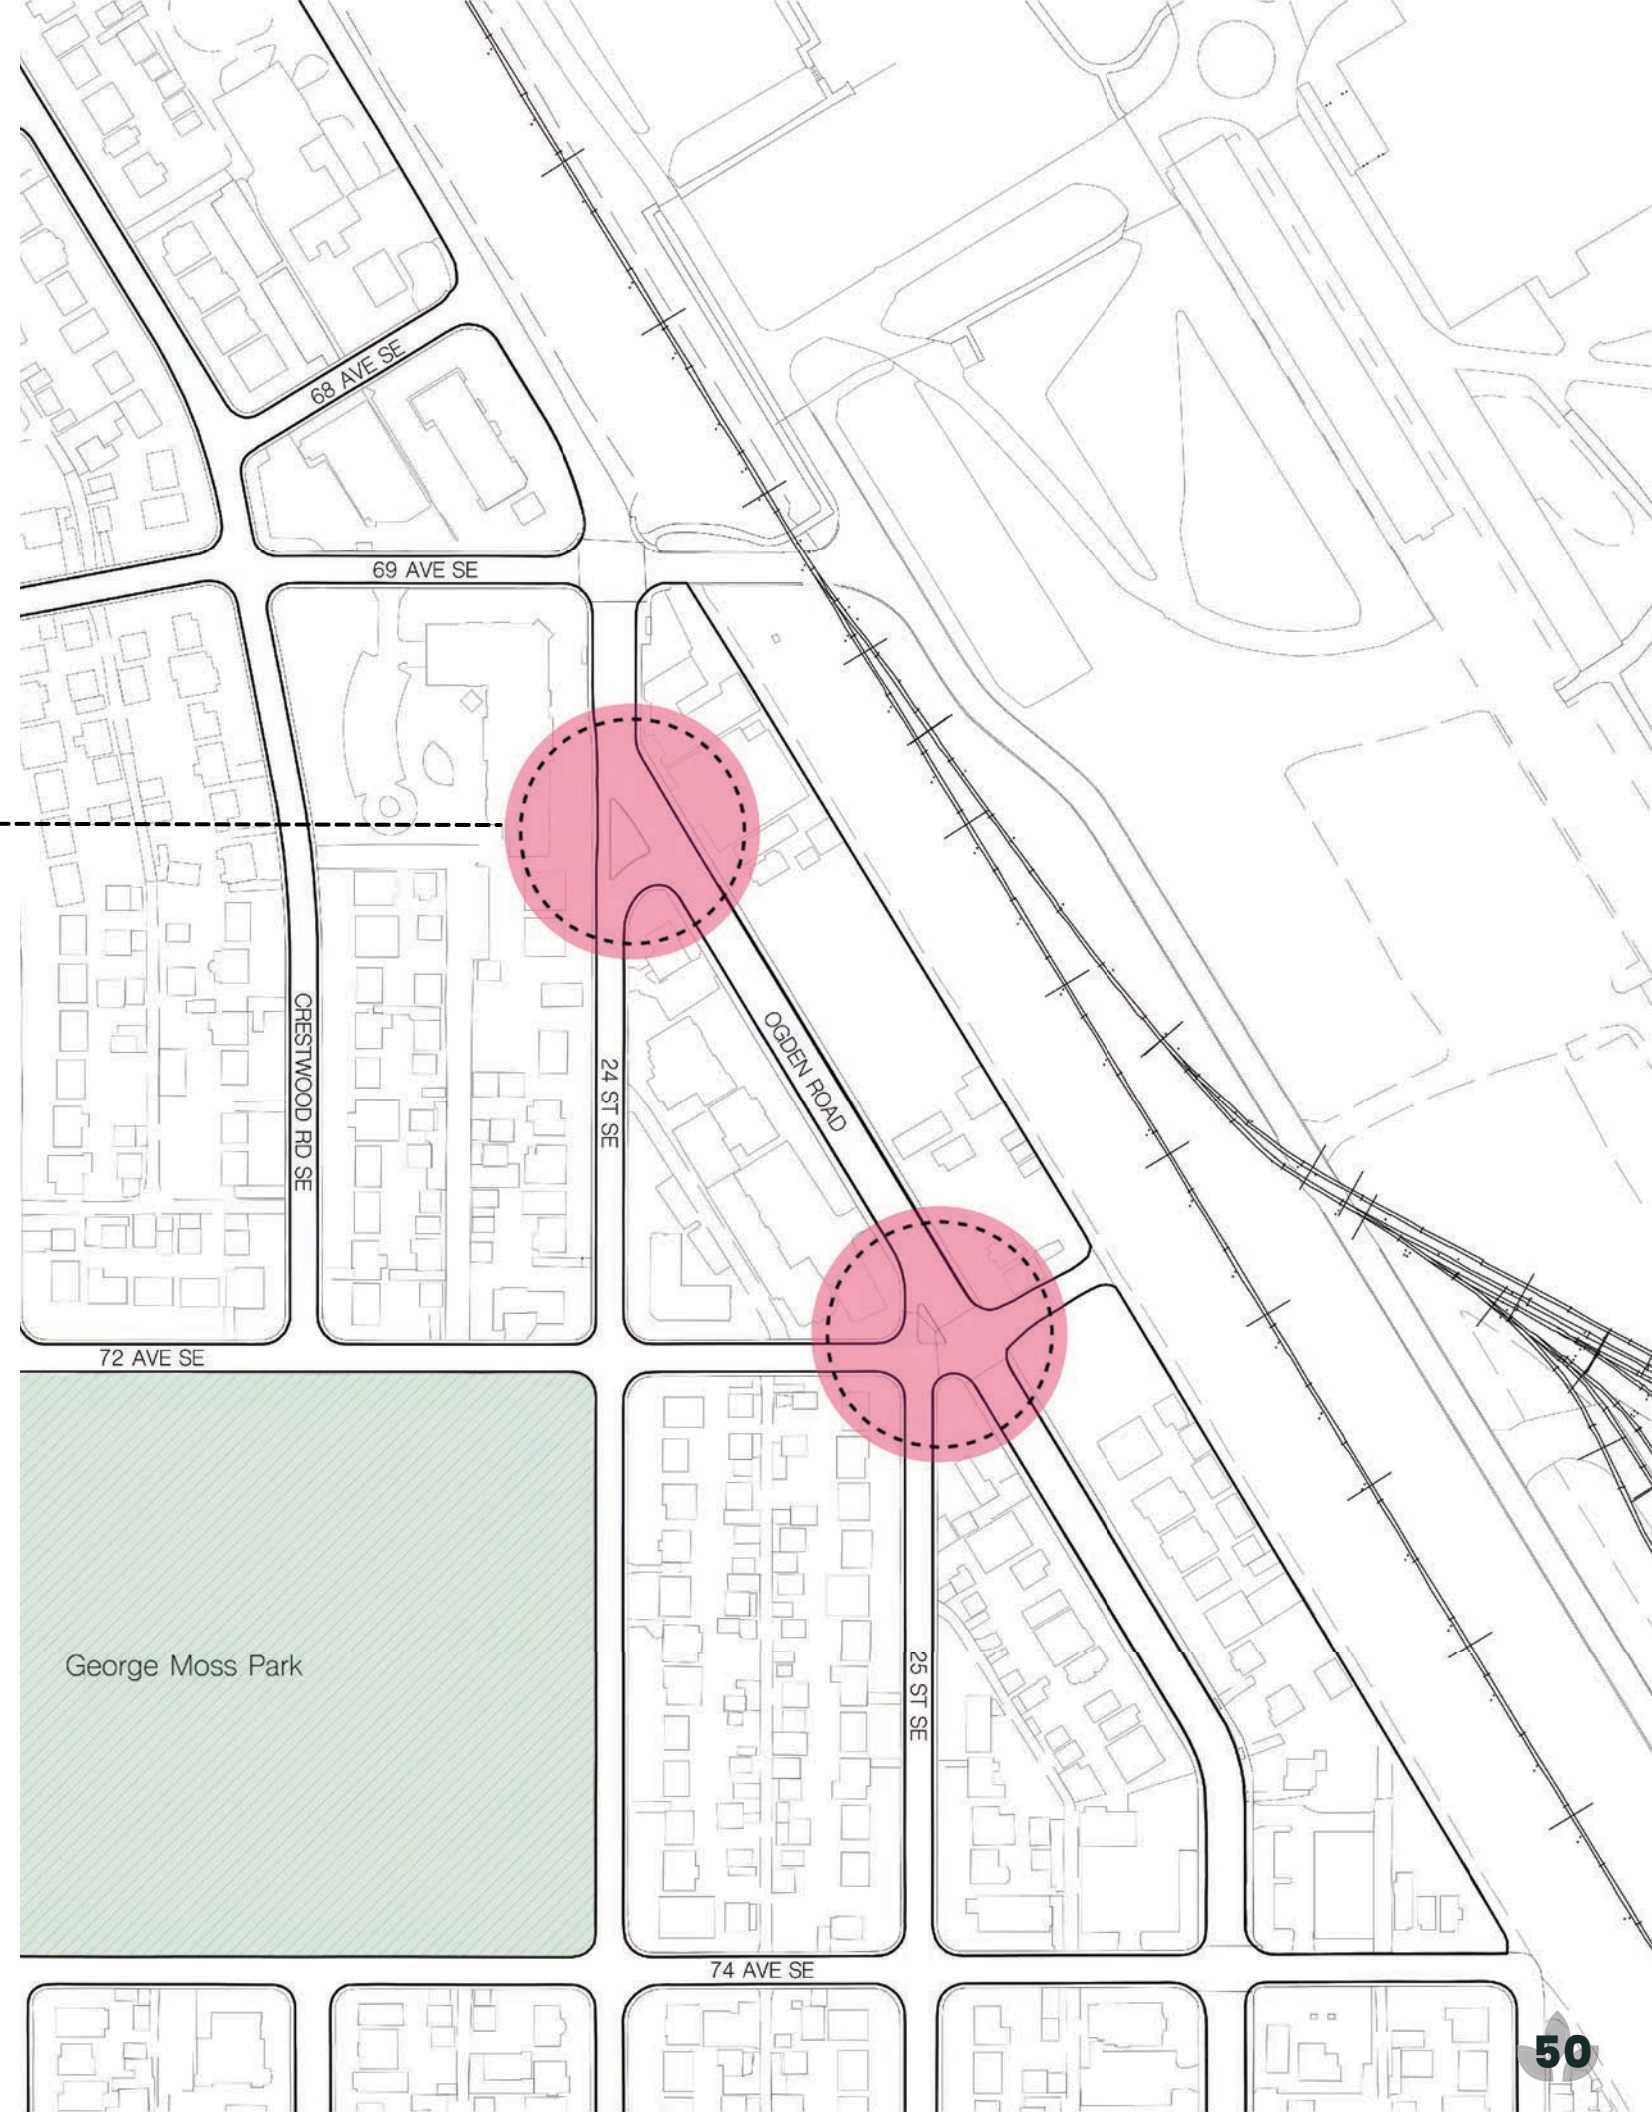 68 AVE SE
69 AVE SE
CRESTWOOD RD SE
24 ST SE
OGDEN ROAD
72 AVE SE
George Moss Park
25 ST SE
74 AVE SE
50